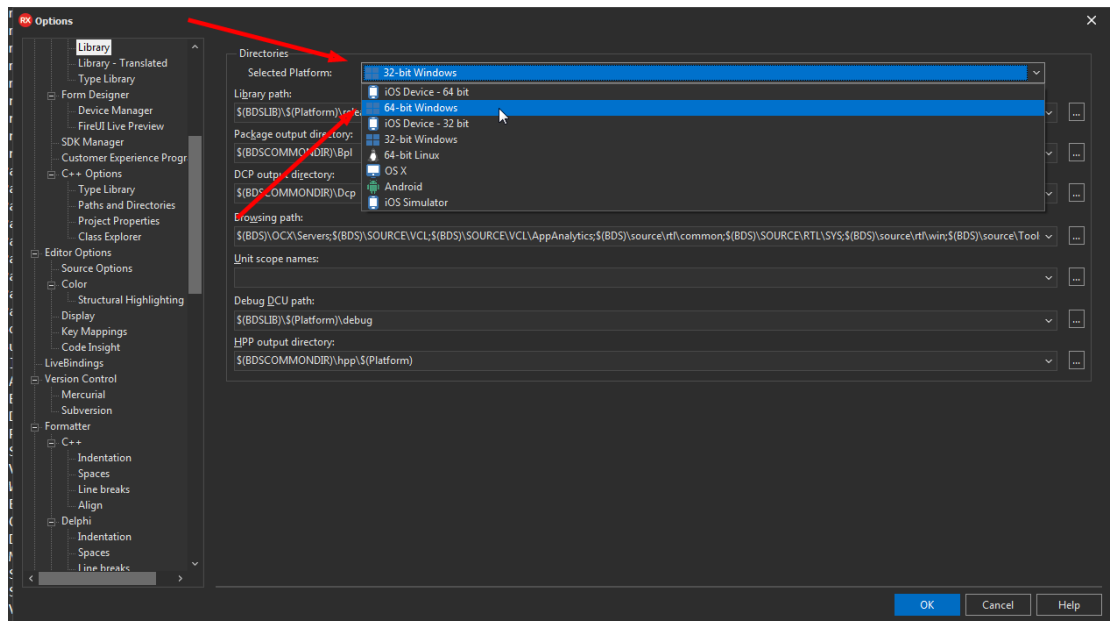 RX Options
Library
Library - Translated
Type Library
Form Designer
Device Manager
FireUI Live Preview
SDK Manager
Customer Experience Progr
C++ Options
Type Library
Paths and Directories
Project Properties
Class Explorer
Editor Options
Source Options
Color
Structural Highlighting
Display
Key Mappings
Code Insight
LiveBindings
Version Control
Mercurial
Subversion
Formatter
C++
Indentation
Spaces
Line breaks
Align
Delphi
Indentation
Spaces
Line breaks
Directories
Selected Platform: 32-bit Windows
iOS Device - 64 bit
64-bit Windows
iOS Device - 32 bit
32-bit Windows
64-bit Linux
OS X
Android
iOS Simulator
Library path:
$(BDSLIB)\$(Platform)\relea
...
Package output directory:
$(BDSCOMMONDIR)\Bpl
...
DCP output directory:
$(BDSCOMMONDIR)\Dcp
...
Browsing path:
$(BDS)\OCX\Servers;$(BDS)\SOURCE\VCL;$(BDS)\SOURCE\VCL\AppAnalytics;$(BDS)\source\rtl\common;$(BDS)\SOURCE\RTL\SYS;$(BDS)\source\rtl\win;$(BDS)\source\Tool
...
Unit scope names:
...
Debug DCU path:
$(BDSLIB)\$(Platform)\debug
...
HPP output directory:
$(BDSCOMMONDIR)\hpp\$(Platform)
...
OK
Cancel
Help